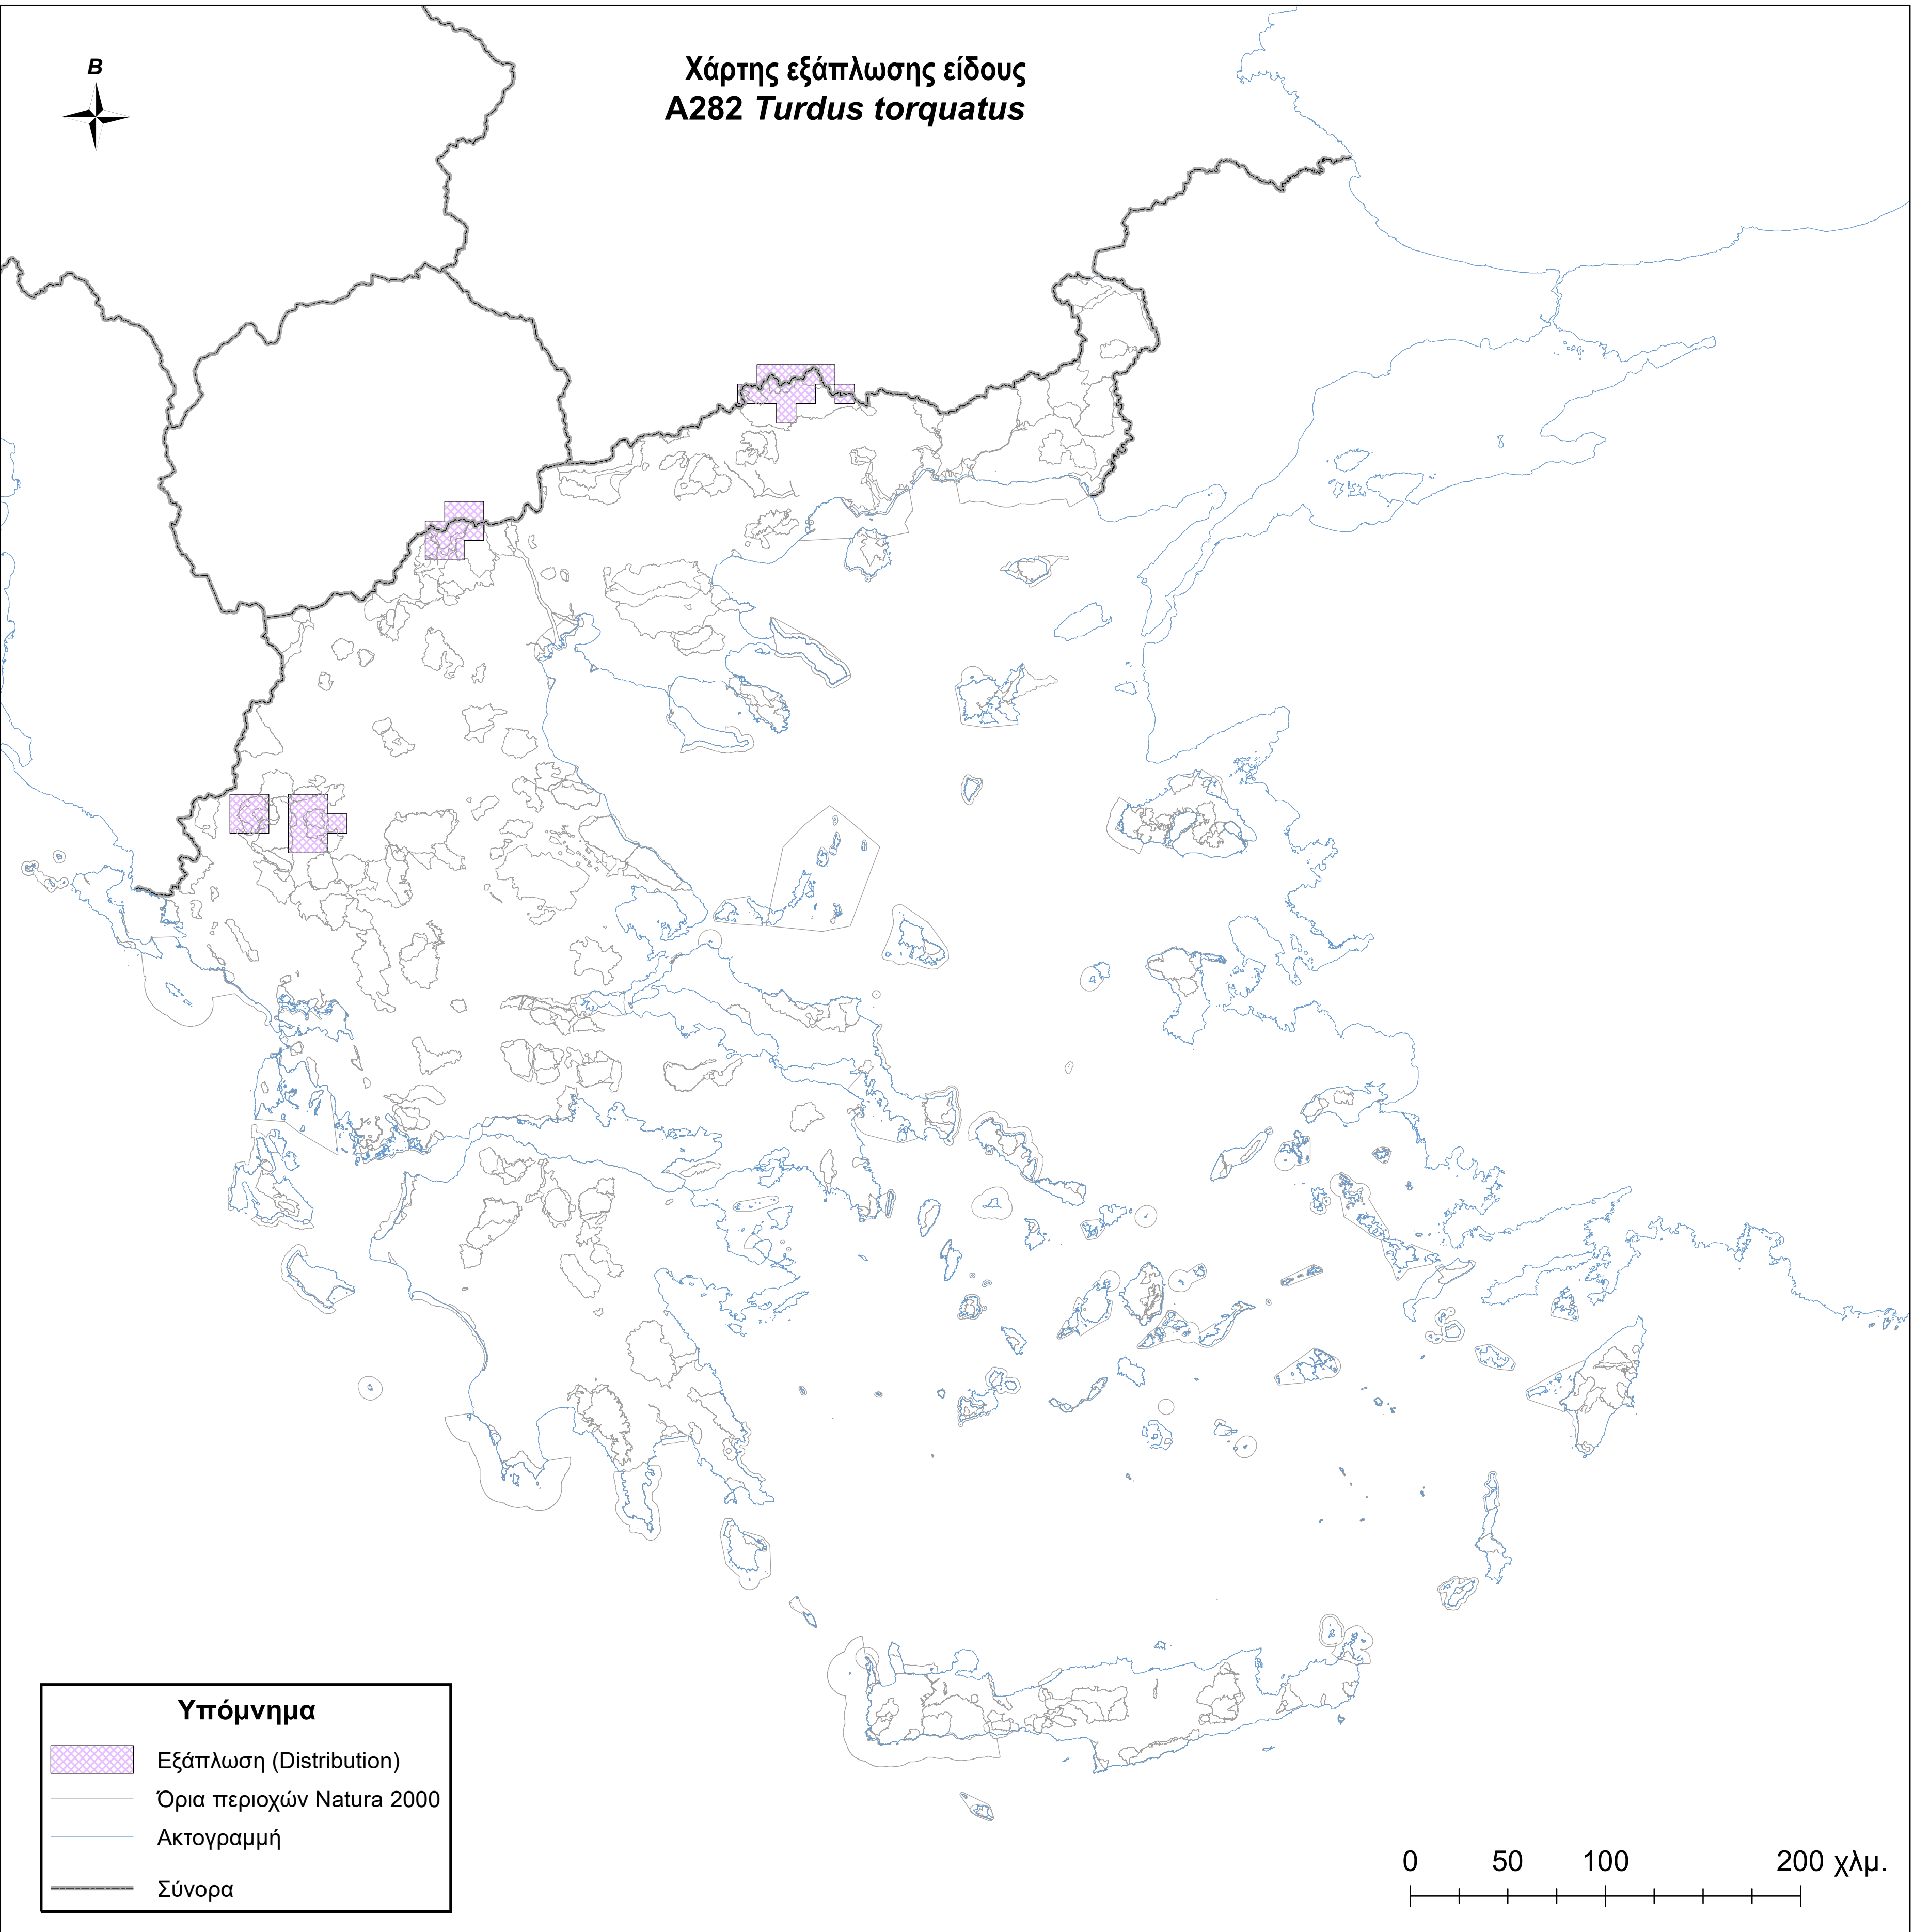 B
Χάρτης εξάπλωσης είδους
A282 Turdus torquatus
Υπόμνημα
Εξάπλωση (Distribution)
Όρια περιοχών Natura 2000
Ακτογραμμή
Σύνορα
0 50 100 200 χλμ.